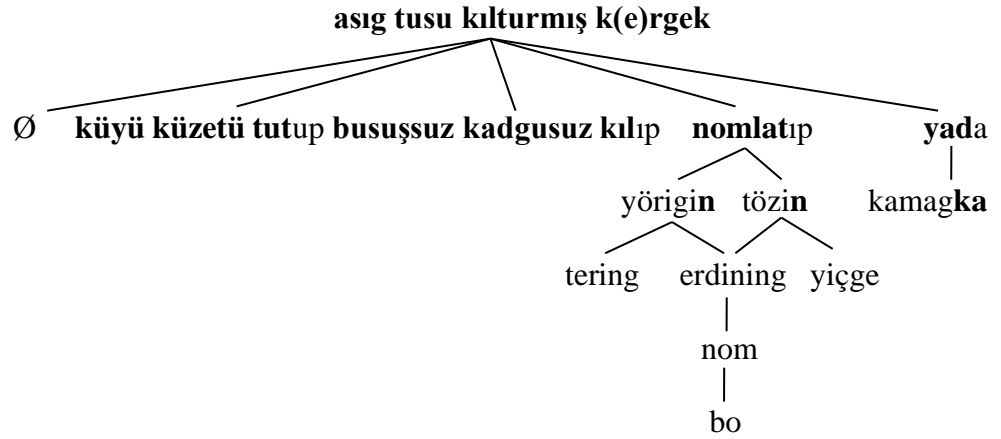 asıg tusu kılturmış k(e)rgek
Ø küyü küzetü tutup busuşsuz kadgusuz kılıp nomlatıp yada
yörigin tözin kamagka
tering erdining yiçge
nom
bo